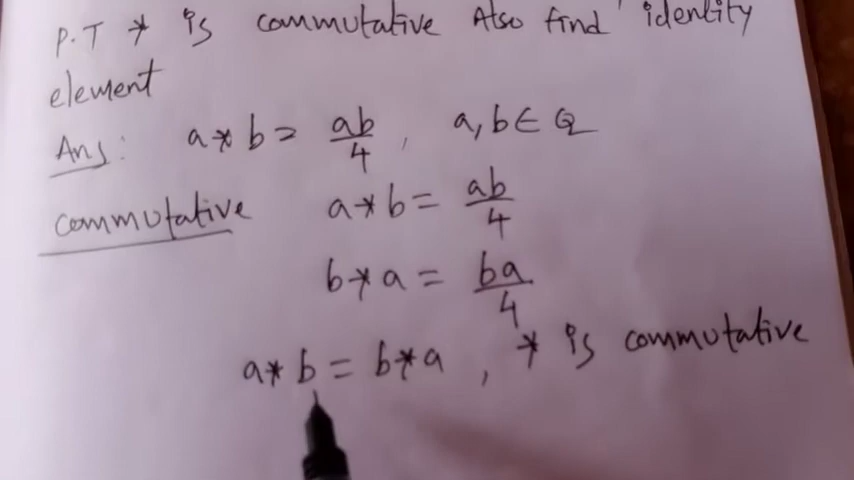 P.T * is commutative Also find identity
element
Ans: a * b = ab/4 , a, b ∈ Q
commutative a * b = ab/4
b * a = ba/4
a * b = b * a , * is commutative